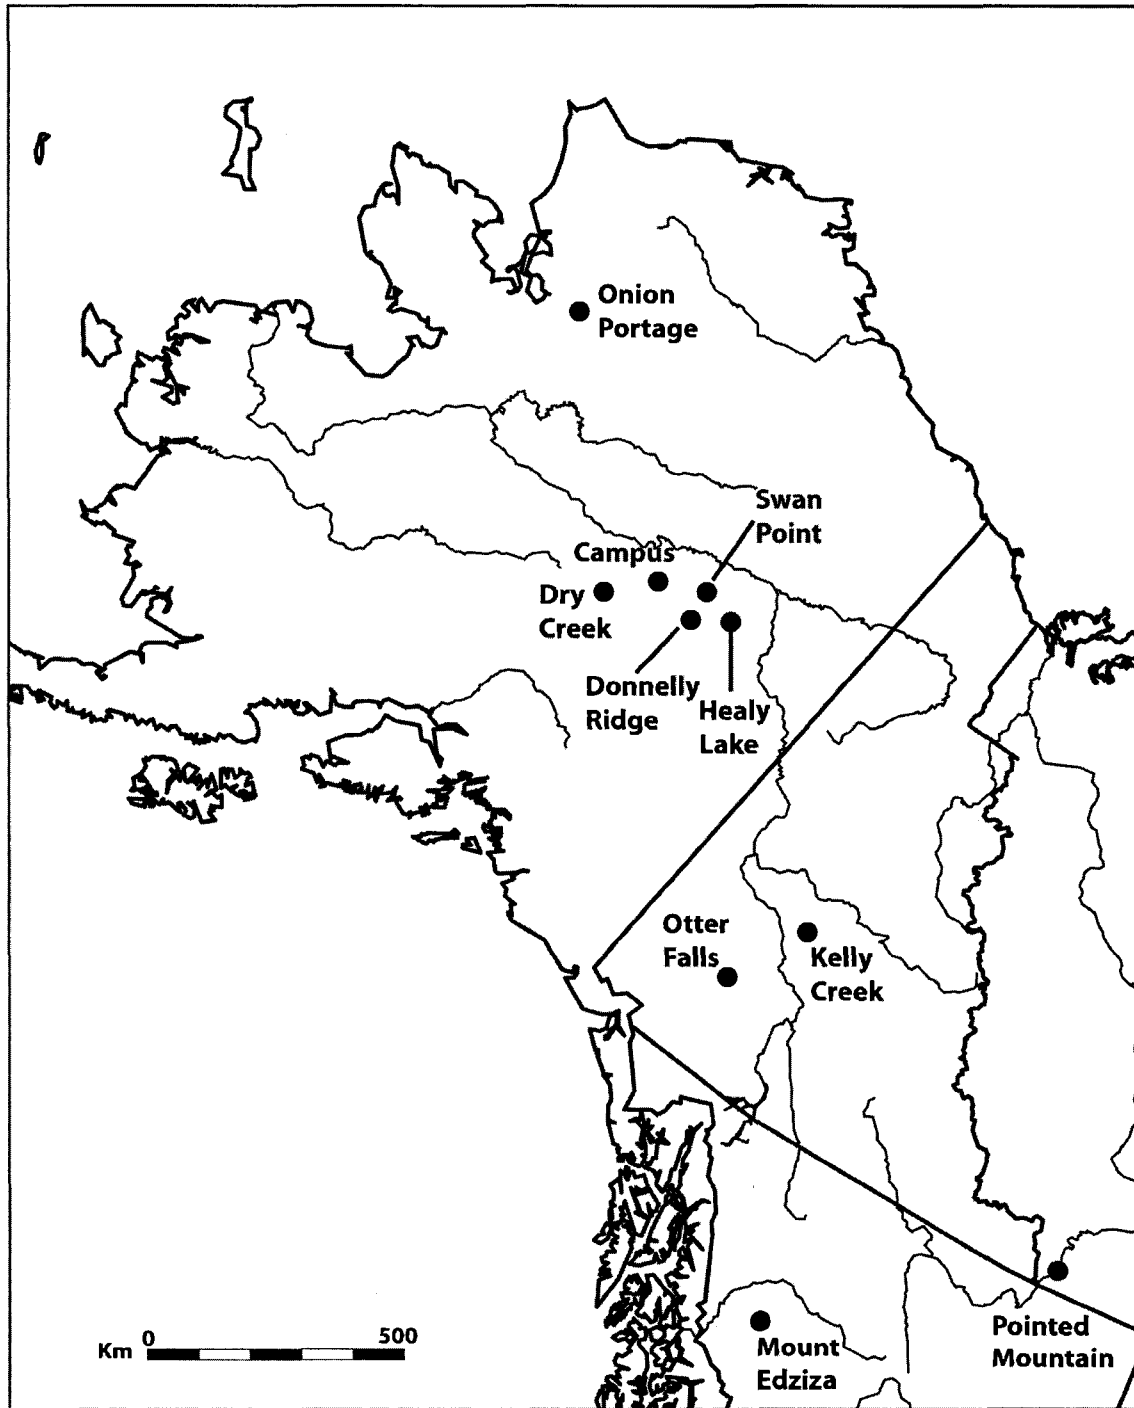 Onion
Portage
Swan
Point
Campus
Dry
Creek
Donnelly
Ridge
Healy
Lake
Otter
Falls
Kelly
Creek
Pointed
Mountain
Mount
Edziza
Km 0 500